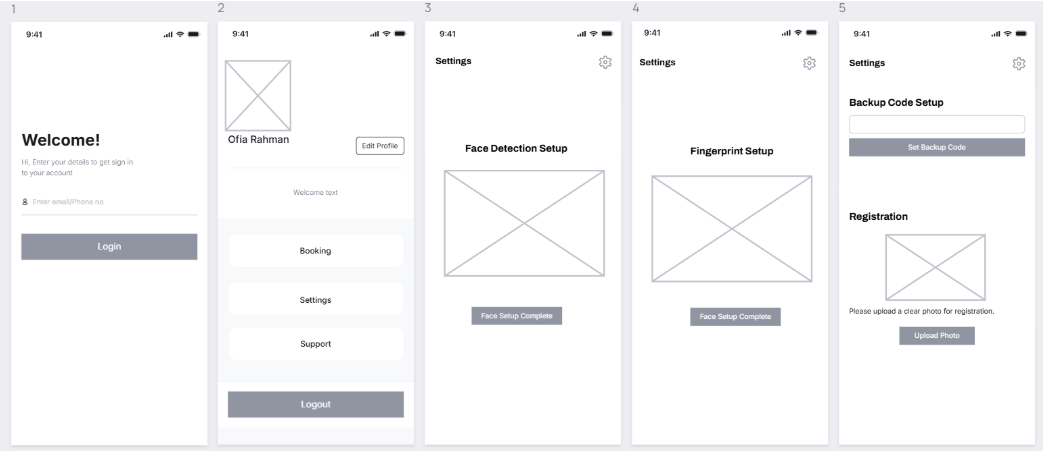 1
9:41
Welcome!
Hi, Enter your details to get sign in
to your account
Enter email/Phone no
Login
2
9:41
Ofia Rahman
Edit Profile
Welcome text
Booking
Settings
Support
Logout
3
9:41
Settings
Face Detection Setup
Face Setup Complete
4
9:41
Settings
Fingerprint Setup
Face Setup Complete
5
9:41
Settings
Backup Code Setup
Set Backup Code
Registration
Please upload a clear photo for registration.
Upload Photo